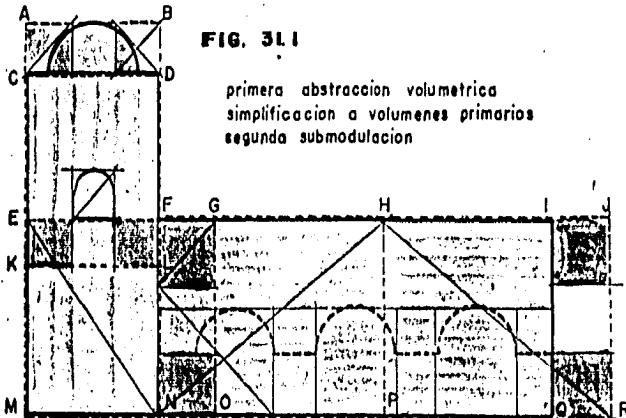 A B
FIG. 31.1
C D
primera abstraccion volumetrica
simplificacion a volumenes primarios
segunda submodulacion
E F G H I J
K
M N O P Q R